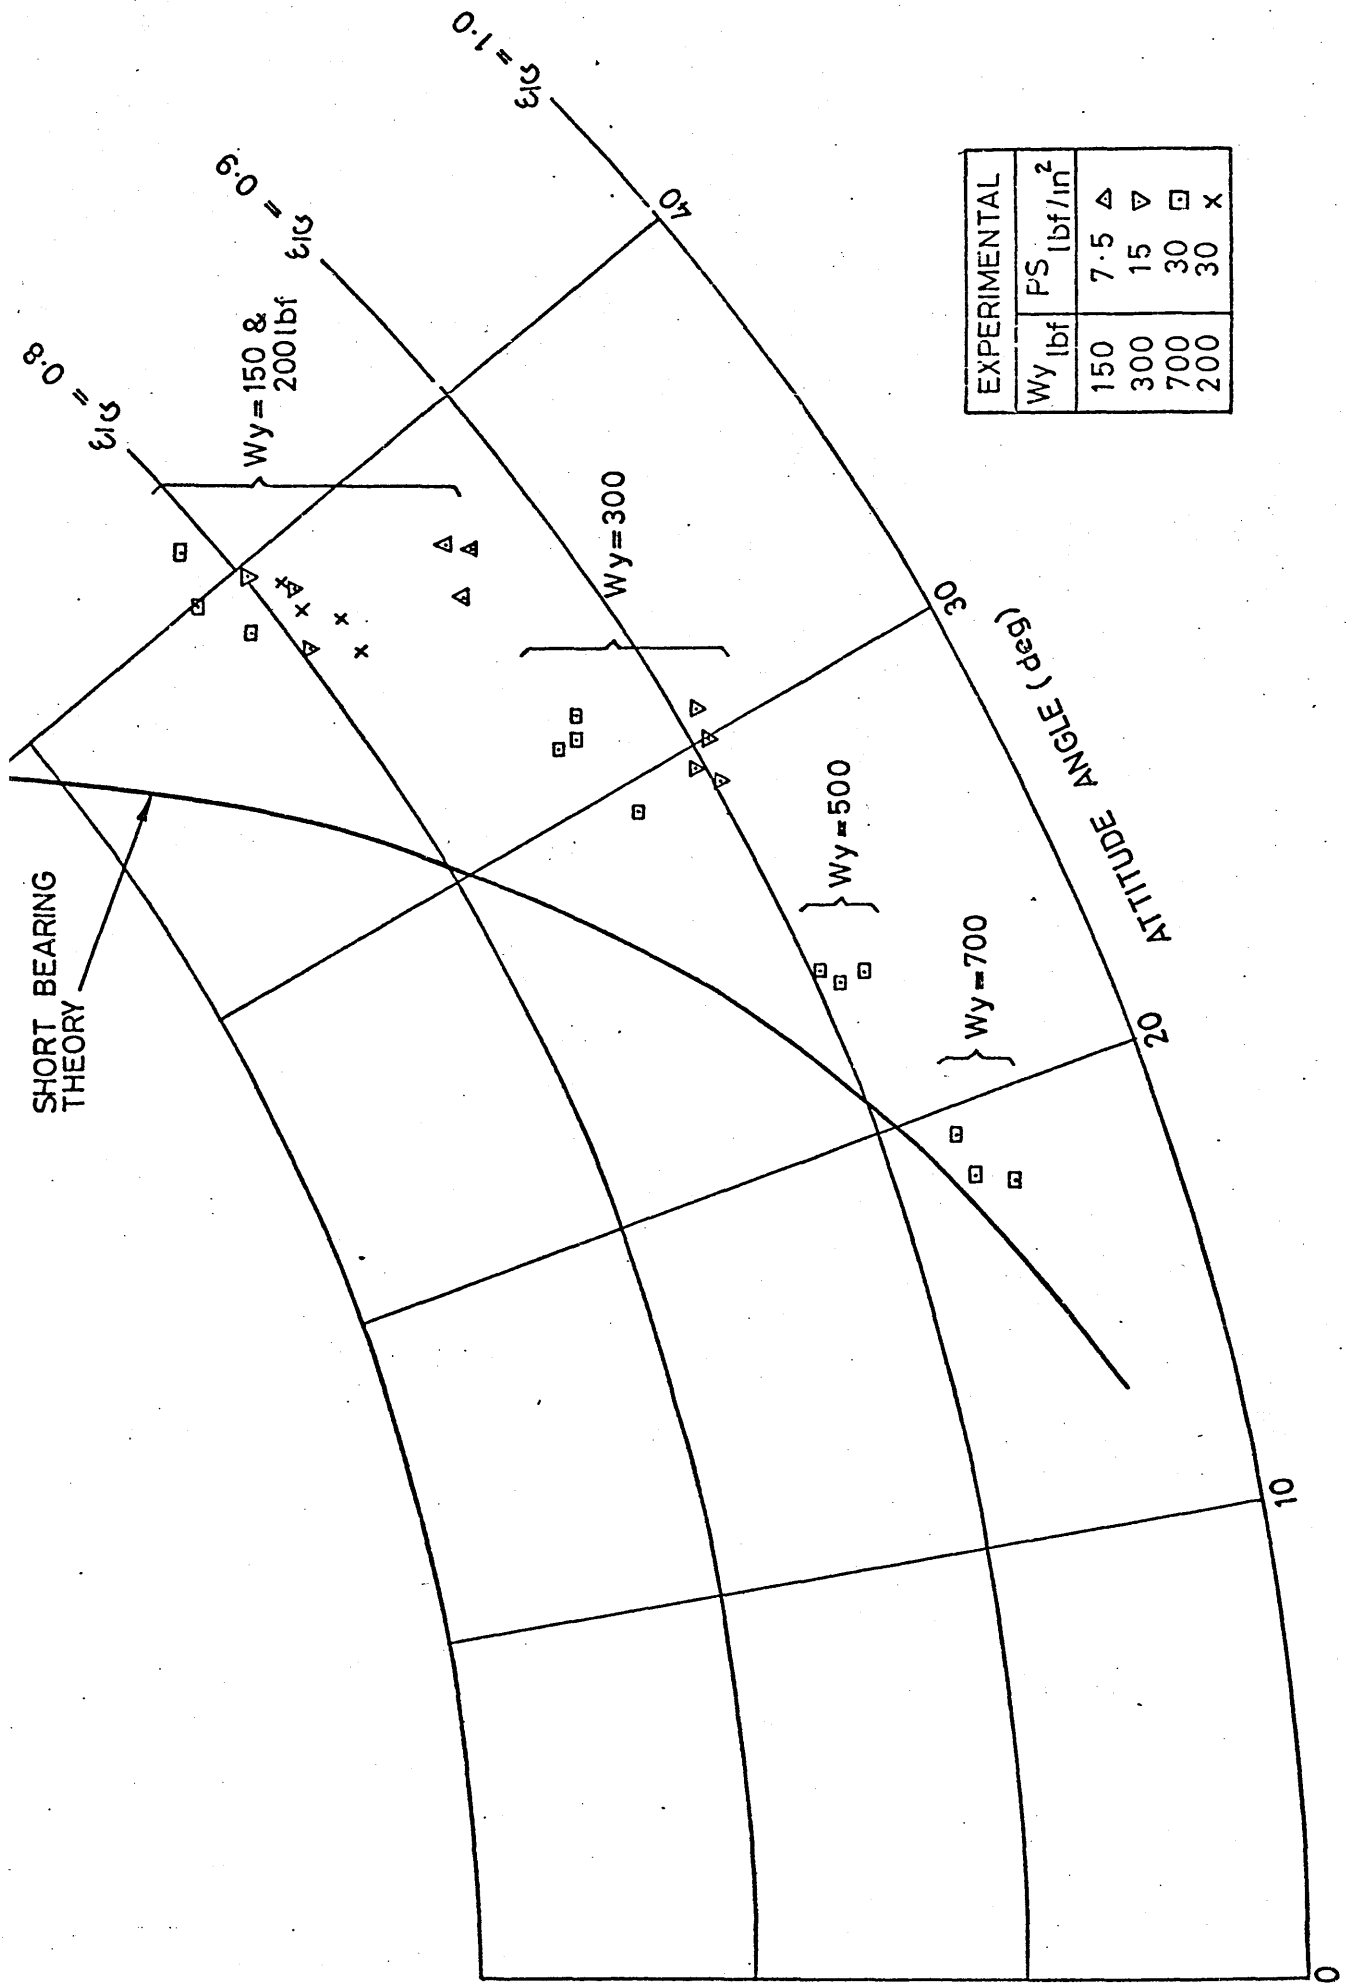 SHORT BEARING
THEORY
ε/c = 0·8
ε/c = 0·9
ε/c = 1·0
Wy = 150 &
200 lbf
Wy = 300
Wy = 500
Wy = 700
40
30
20
10
0
ATTITUDE ANGLE (deg)
EXPERIMENTAL
Wy lbf PS lbf/in²
150 7·5 △
300 15 ▽
700 30 ⊡
200 30 x